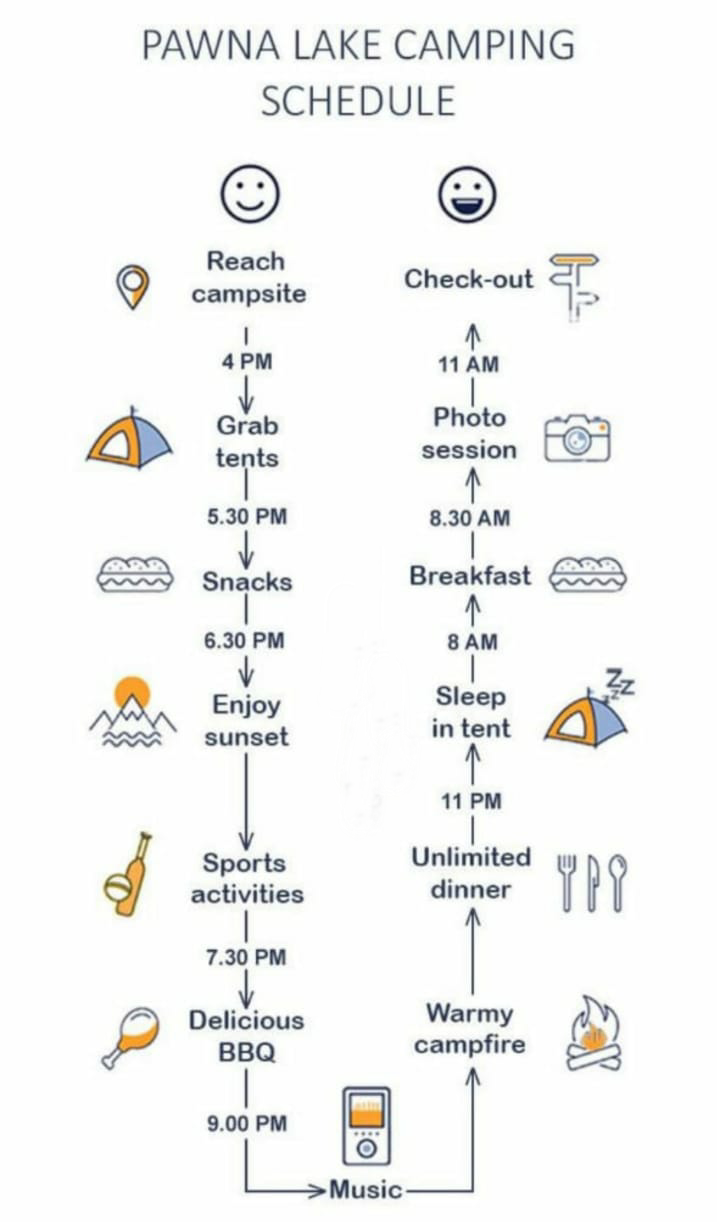 PAWNA LAKE CAMPING
SCHEDULE
Reach
campsite
4 PM
Grab
tents
5.30 PM
Snacks
6.30 PM
Enjoy
sunset
Sports
activities
7.30 PM
Delicious
BBQ
9.00 PM
Music
Warmy
campfire
Unlimited
dinner
11 PM
Sleep
in tent
Zzz
8 AM
Breakfast
8.30 AM
Photo
session
11 AM
Check-out